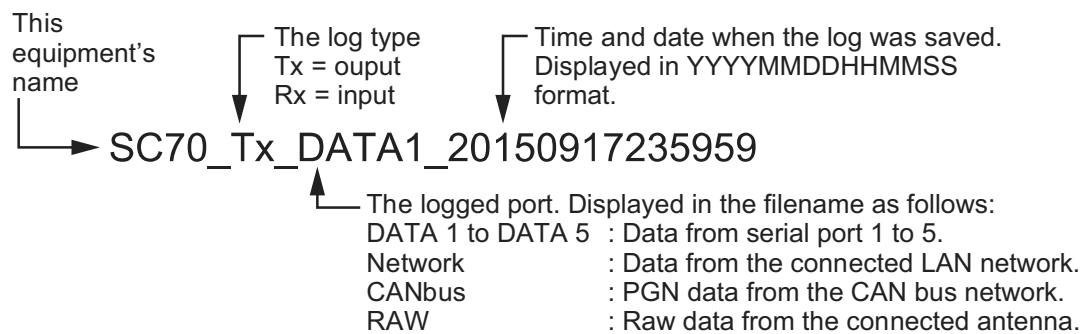 This
equipment's
name
The log type
Tx = ouput
Rx = input
Time and date when the log was saved.
Displayed in YYYYMMDDHHMMSS
format.
SC70_Tx_DATA1_20150917235959
The logged port. Displayed in the filename as follows:
DATA 1 to DATA 5 : Data from serial port 1 to 5.
Network : Data from the connected LAN network.
CANbus : PGN data from the CAN bus network.
RAW : Raw data from the connected antenna.